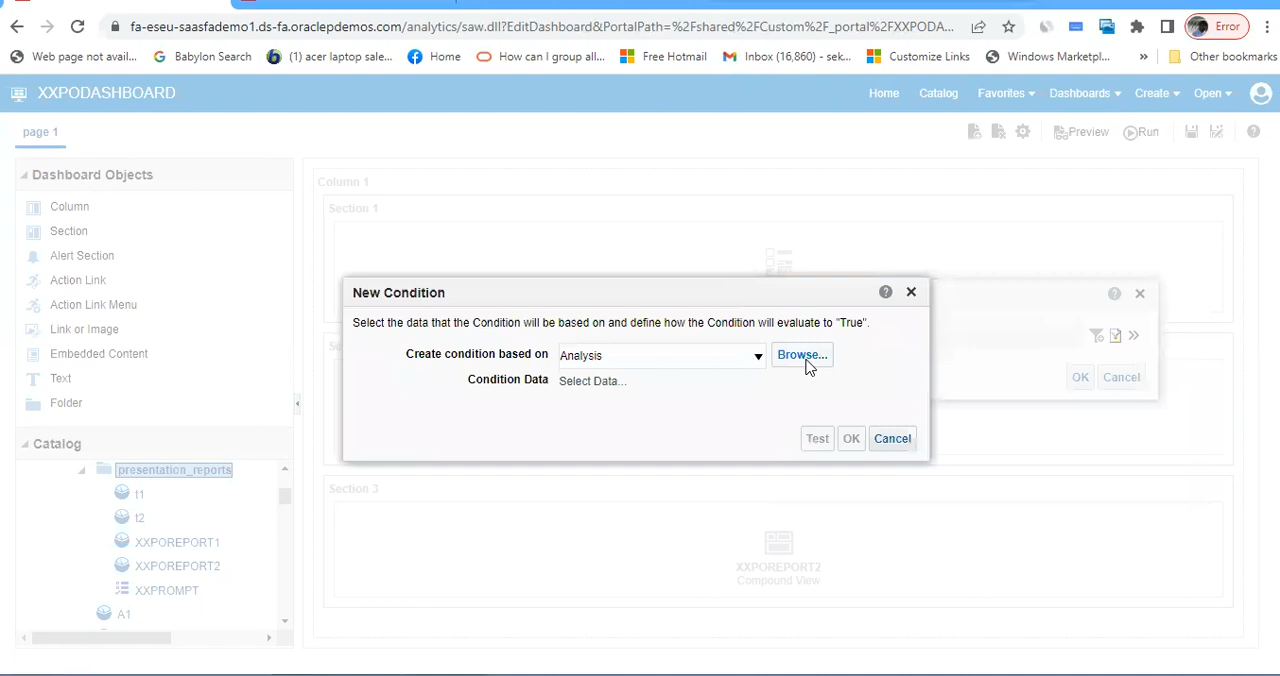 fa-eseu-saasfademo1.ds-fa.oraclepdemos.com/analytics/saw.dll?EditDashboard&PortalPath=%2Fshared%2FCustom%2F_portal%2FXXPODA... Error
Web page not avail... Babylon Search (1) acer laptop sale... Home How can I group all... Free Hotmail Inbox (16,860) - sek... Customize Links Windows Marketpl... » Other bookmarks
XXPODASHBOARD Home Catalog Favorites Dashboards Create Open
page 1 Preview Run
Dashboard Objects
Column
Section
Alert Section
Action Link
Action Link Menu
Link or Image
Embedded Content
Text
Folder
Catalog
presentation_reports
t1
t2
XXPOREPORT1
XXPOREPORT2
XXPROMPT
A1
Column 1
Section 1
New Condition
Select the data that the Condition will be based on and define how the Condition will evaluate to "True".
Create condition based on Analysis Browse...
Condition Data Select Data...
Test OK Cancel
OK Cancel
Section 3
XXPOREPORT2
Compound View